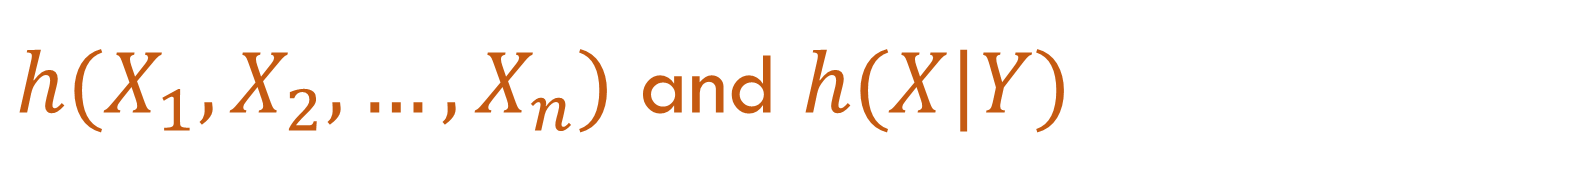 h(X₁, X₂, … , Xₙ) and h(X|Y)